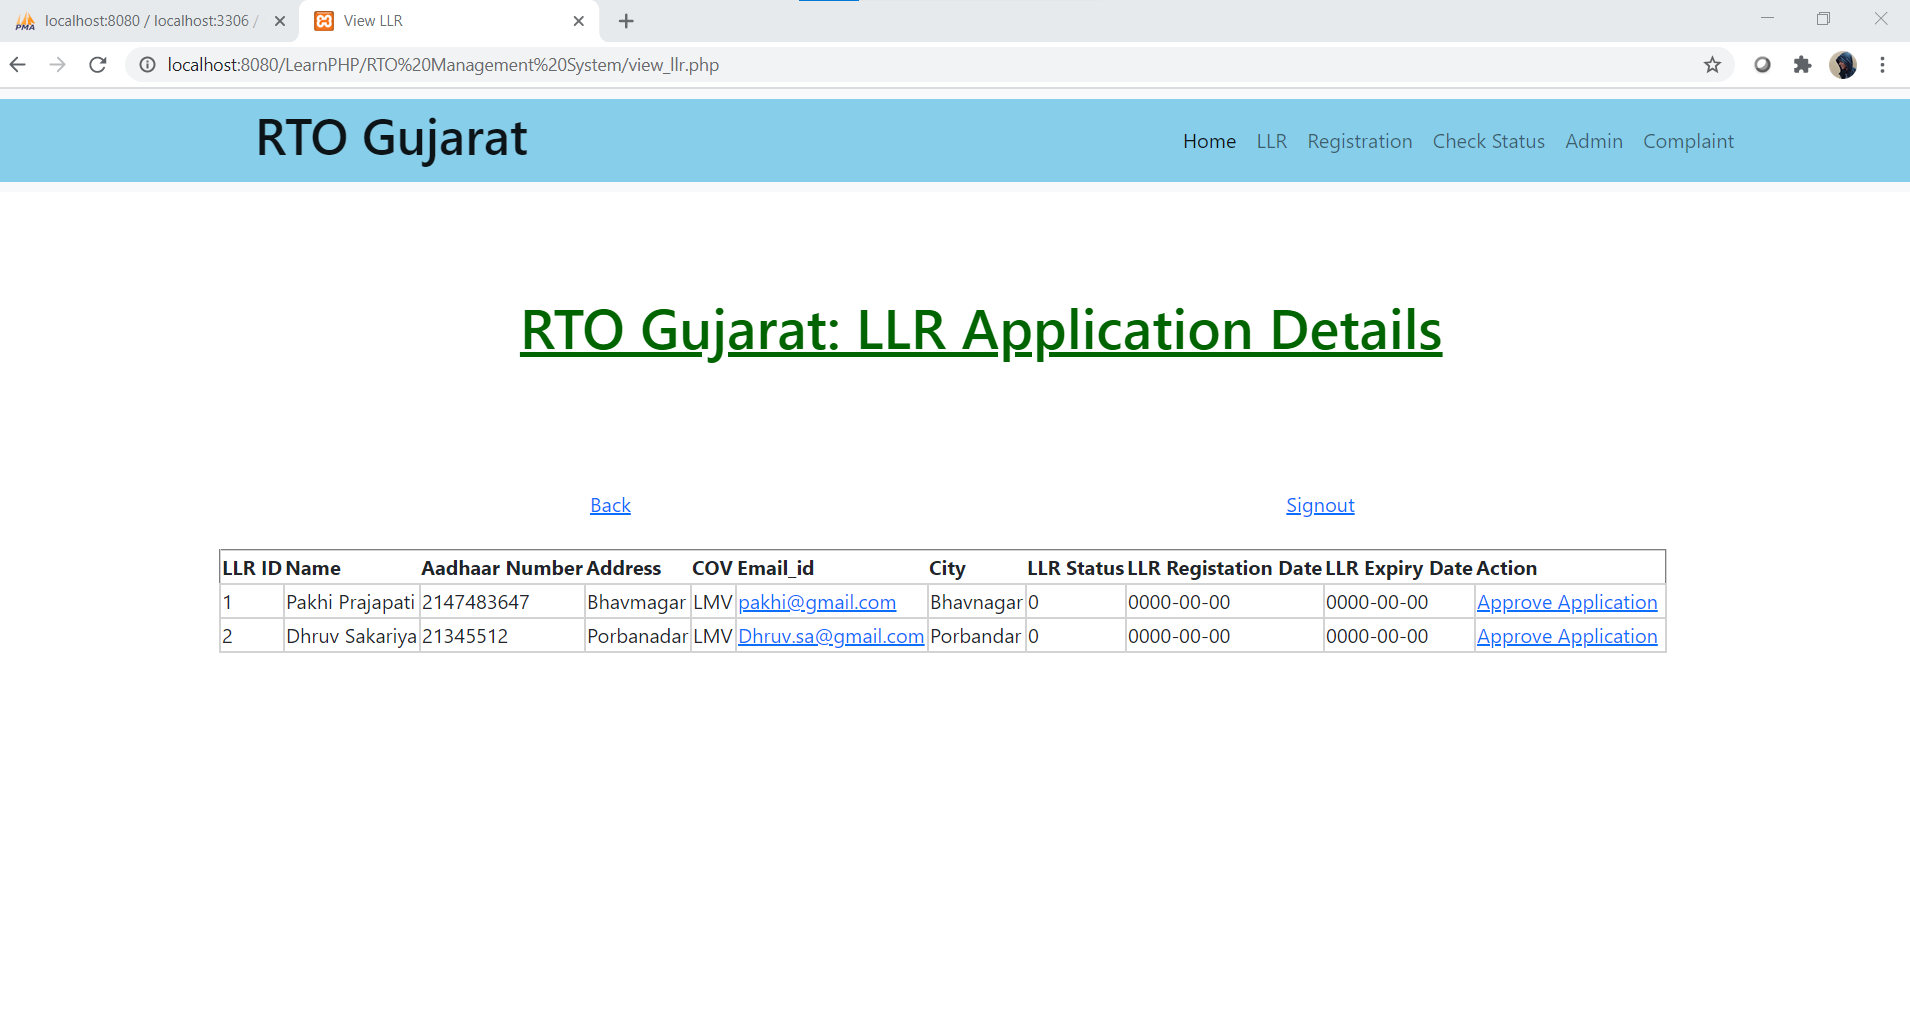 localhost:8080 / localhost:3306 /
View LLR
localhost:8080/LearnPHP/RTO%20Management%20System/view_llr.php
RTO Gujarat Home LLR Registration Check Status Admin Complaint
RTO Gujarat: LLR Application Details
Back Signout
LLR ID Name Aadhaar Number Address COV Email_id City LLR Status LLR Registation Date LLR Expiry Date Action
1 Pakhi Prajapati 2147483647 Bhavmagar LMV pakhi@gmail.com Bhavnagar 0 0000-00-00 0000-00-00 Approve Application
2 Dhruv Sakariya 21345512 Porbanadar LMV Dhruv.sa@gmail.com Porbandar 0 0000-00-00 0000-00-00 Approve Application